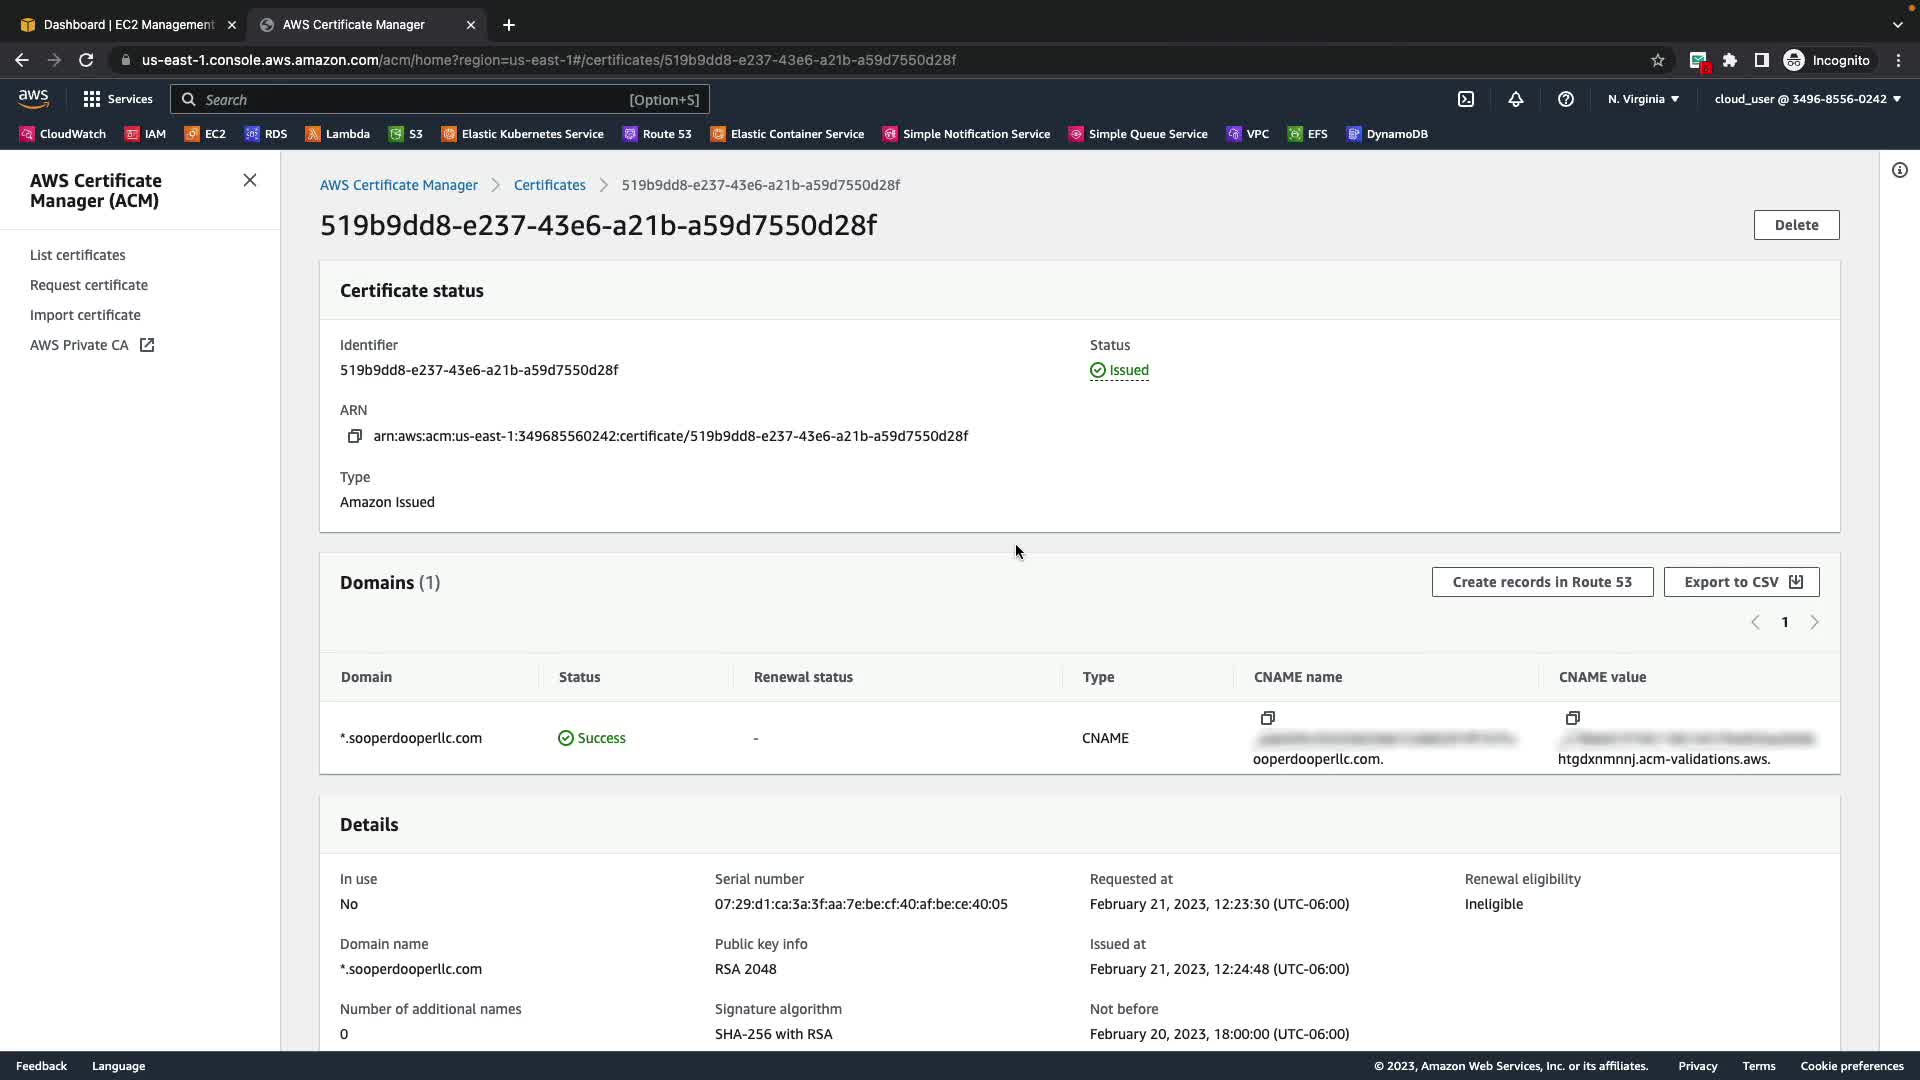 Dashboard | EC2 Management
AWS Certificate Manager
us-east-1.console.aws.amazon.com/acm/home?region=us-east-1#/certificates/519b9dd8-e237-43e6-a21b-a59d7550d28f
Incognito
aws
Services
Search
[Option+S]
N. Virginia
cloud_user @ 3496-8556-0242
CloudWatch
IAM
EC2
RDS
Lambda
S3
Elastic Kubernetes Service
Route 53
Elastic Container Service
Simple Notification Service
Simple Queue Service
VPC
EFS
DynamoDB
AWS Certificate
Manager (ACM)
List certificates
Request certificate
Import certificate
AWS Private CA
AWS Certificate Manager
Certificates
519b9dd8-e237-43e6-a21b-a59d7550d28f
519b9dd8-e237-43e6-a21b-a59d7550d28f
Delete
Certificate status
Identifier
519b9dd8-e237-43e6-a21b-a59d7550d28f
Status
Issued
ARN
arn:aws:acm:us-east-1:349685560242:certificate/519b9dd8-e237-43e6-a21b-a59d7550d28f
Type
Amazon Issued
Domains (1)
Create records in Route 53
Export to CSV
1
Domain
Status
Renewal status
Type
CNAME name
CNAME value
*.sooperdooperllc.com
Success
-
CNAME
ooperdooperllc.com.
htgdxnmnnj.acm-validations.aws.
Details
In use
No
Serial number
07:29:d1:ca:3a:3f:aa:7e:be:cf:40:af:be:ce:40:05
Requested at
February 21, 2023, 12:23:30 (UTC-06:00)
Renewal eligibility
Ineligible
Domain name
*.sooperdooperllc.com
Public key info
RSA 2048
Issued at
February 21, 2023, 12:24:48 (UTC-06:00)
Number of additional names
0
Signature algorithm
SHA-256 with RSA
Not before
February 20, 2023, 18:00:00 (UTC-06:00)
Feedback
Language
© 2023, Amazon Web Services, Inc. or its affiliates.
Privacy
Terms
Cookie preferences